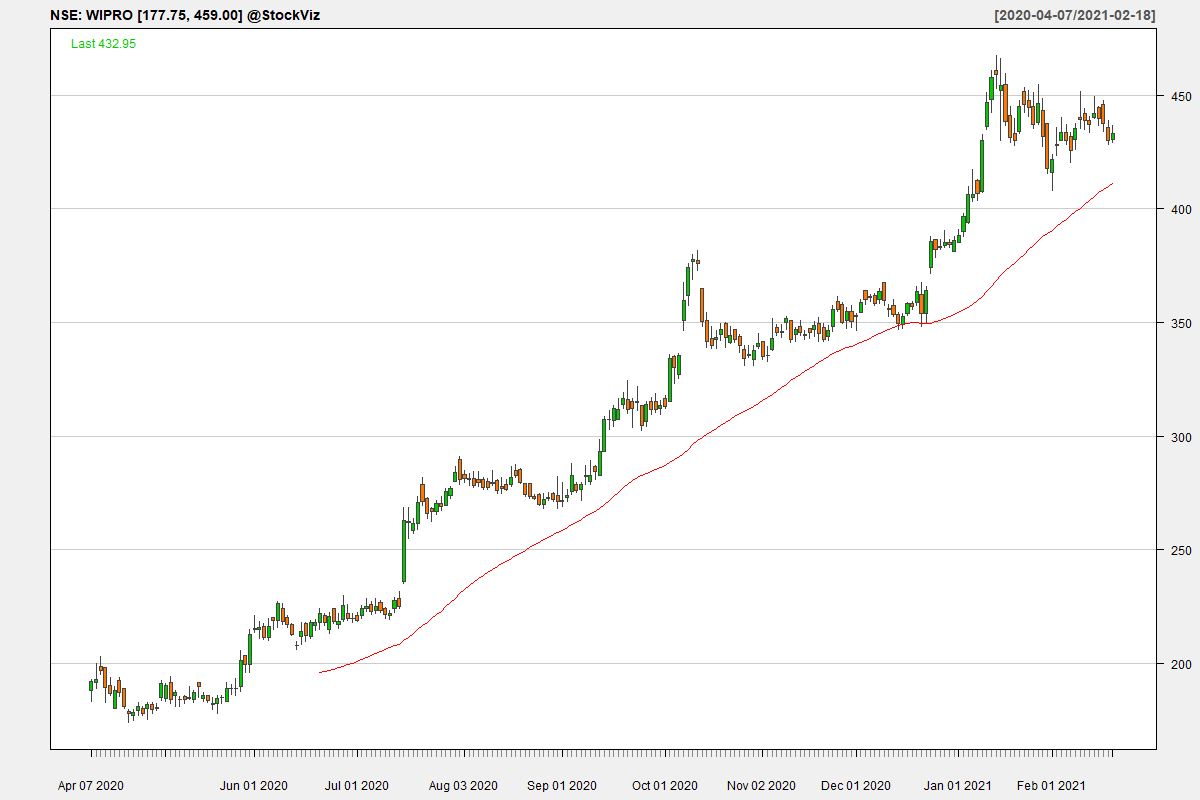 NSE: WIPRO [177.75, 459.00] @StockViz [2020-04-07/2021-02-18]
Last 432.95
450
400
350
300
250
200
Apr 07 2020 Jun 01 2020 Jul 01 2020 Aug 03 2020 Sep 01 2020 Oct 01 2020 Nov 02 2020 Dec 01 2020 Jan 01 2021 Feb 01 2021